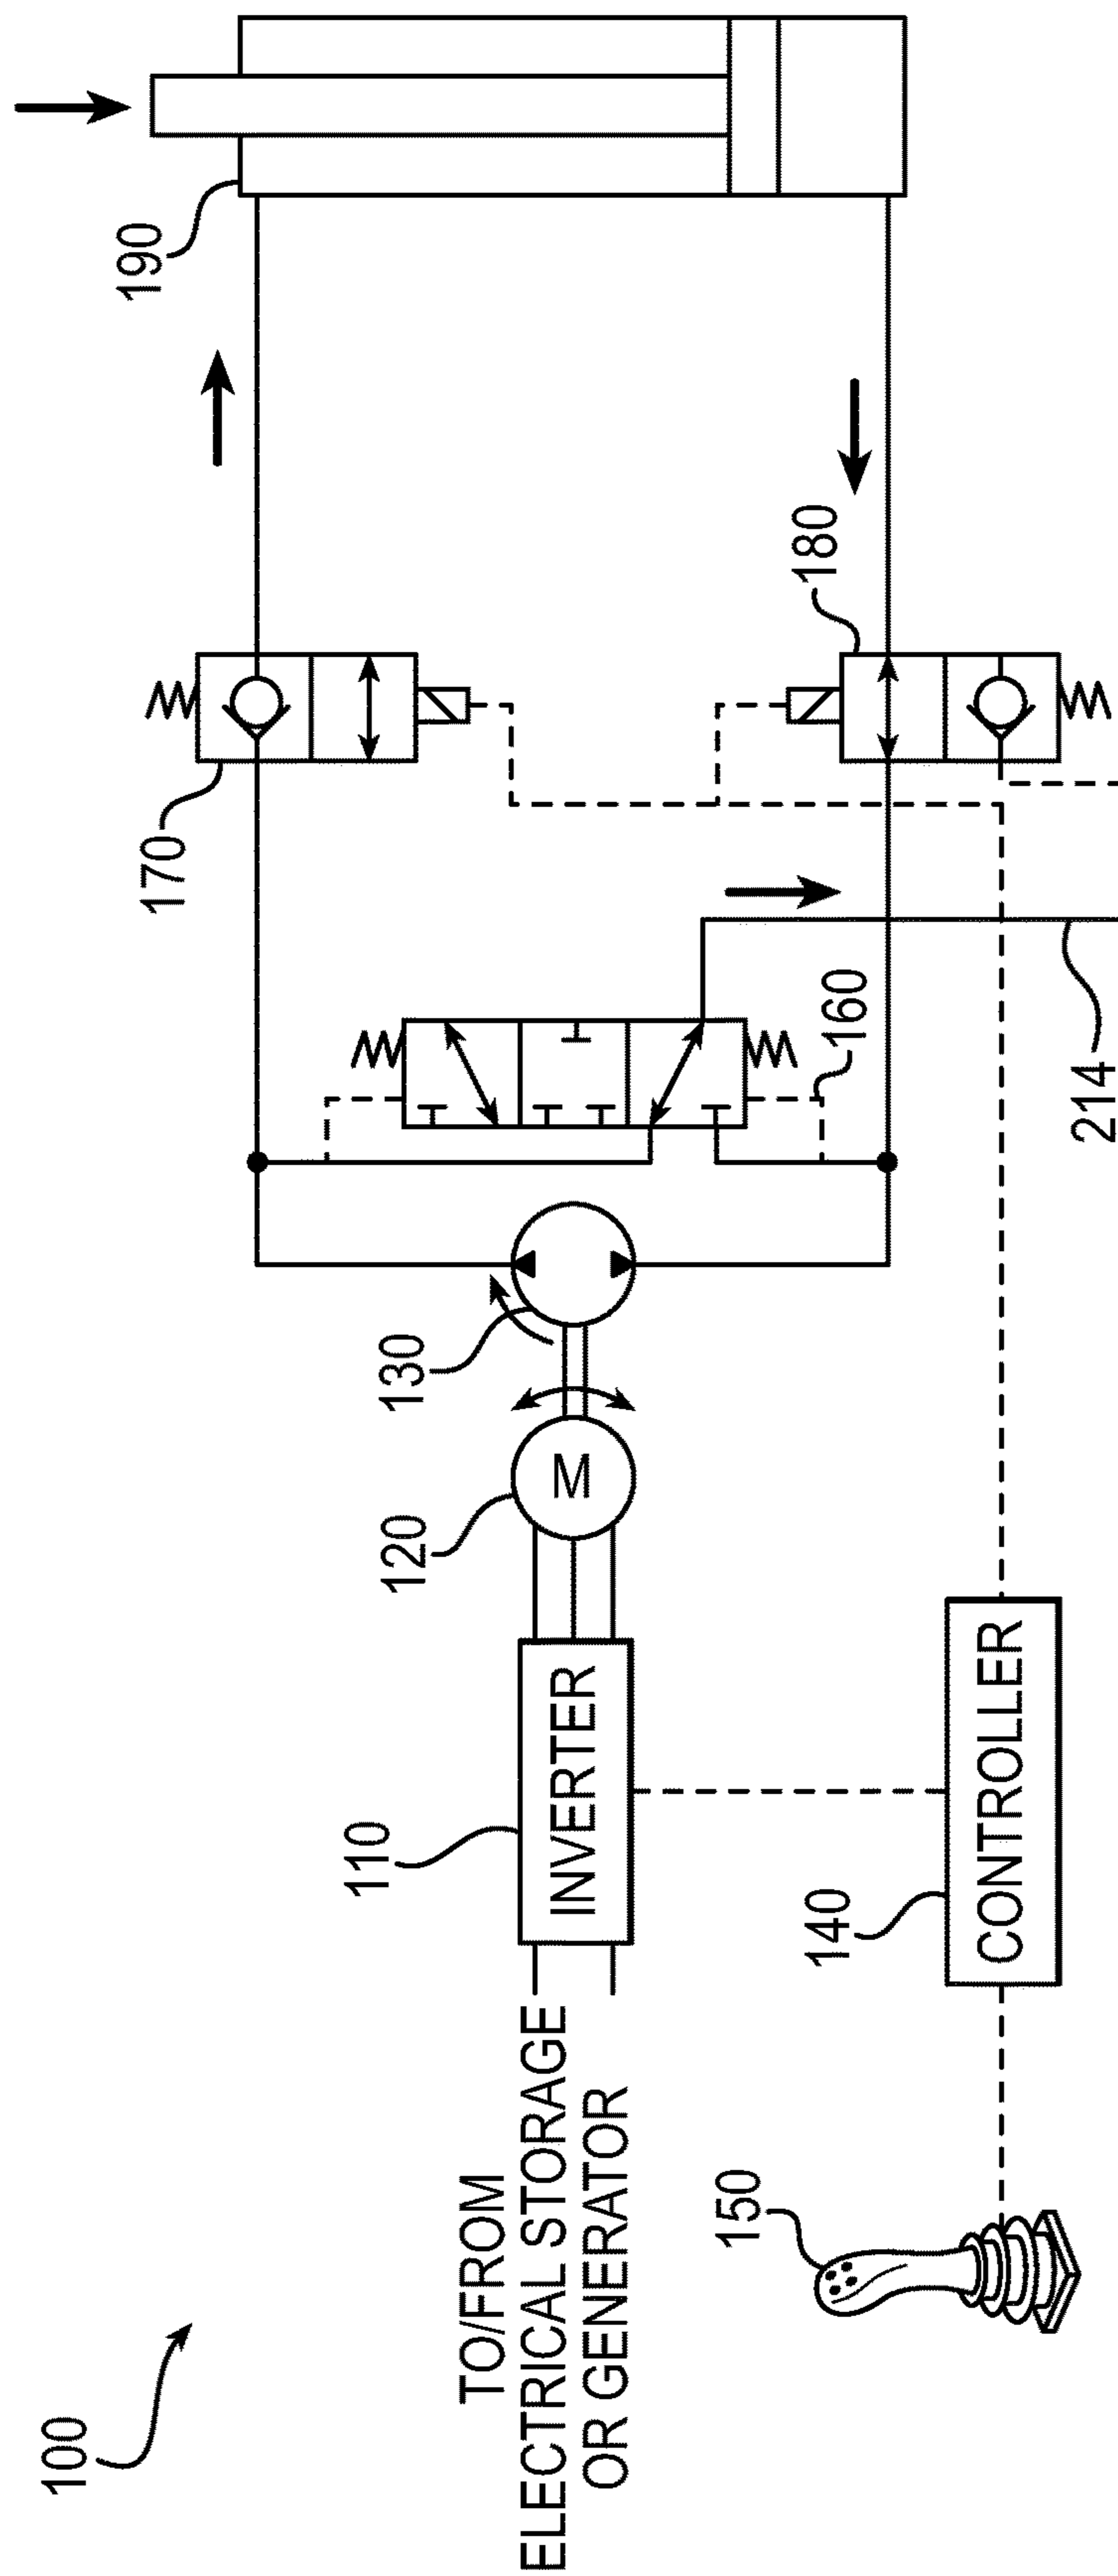 100
TO/FROM
ELECTRICAL STORAGE
OR GENERATOR
110
INVERTER
120
M
130
140
CONTROLLER
150
160
170
180
190
214